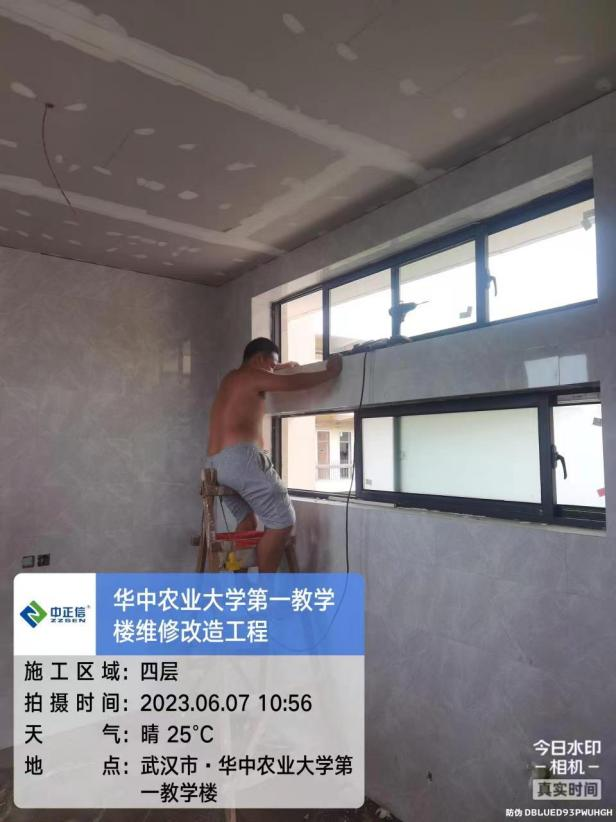 中正信®
ZZSEN
华中农业大学第一教学
楼维修改造工程
施工区域：四层
拍摄时间：2023.06.07 10:56
天气：晴 25℃
地点：武汉市·华中农业大学第
一教学楼
今日水印
相机
真实时间
防伪 DBLUED93PWUHGH